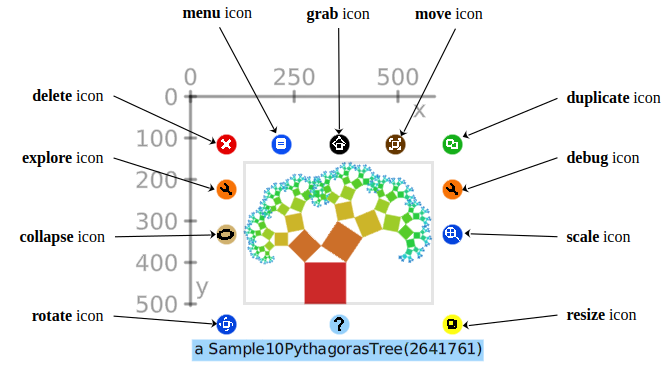 menu icon
grab icon
move icon
0
250
500
x
0
100
200
300
400
500
y
delete icon
explore icon
collapse icon
rotate icon
duplicate icon
debug icon
scale icon
resize icon
?
a Sample10PythagorasTree(2641761)